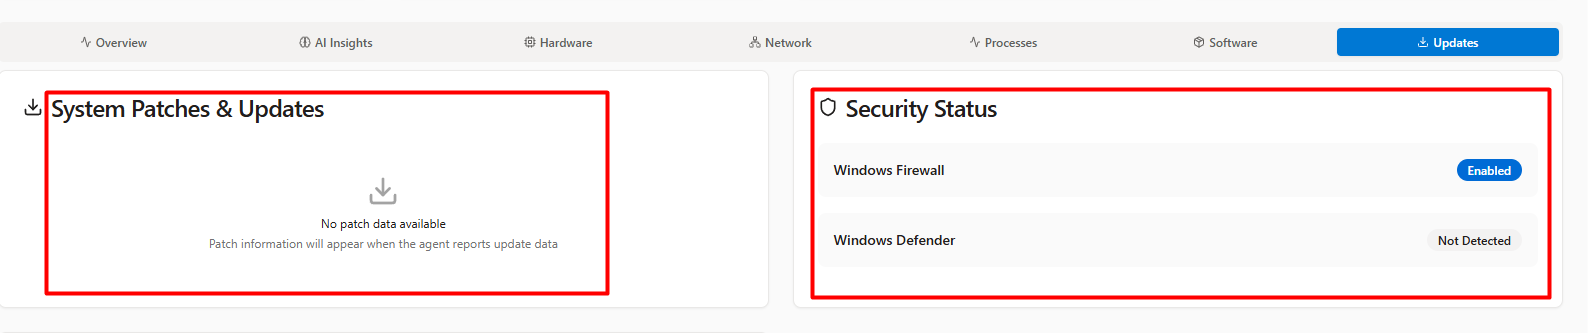 Overview
AI Insights
Hardware
Network
Processes
Software
Updates
System Patches & Updates
No patch data available
Patch information will appear when the agent reports update data
Security Status
Windows Firewall
Enabled
Windows Defender
Not Detected